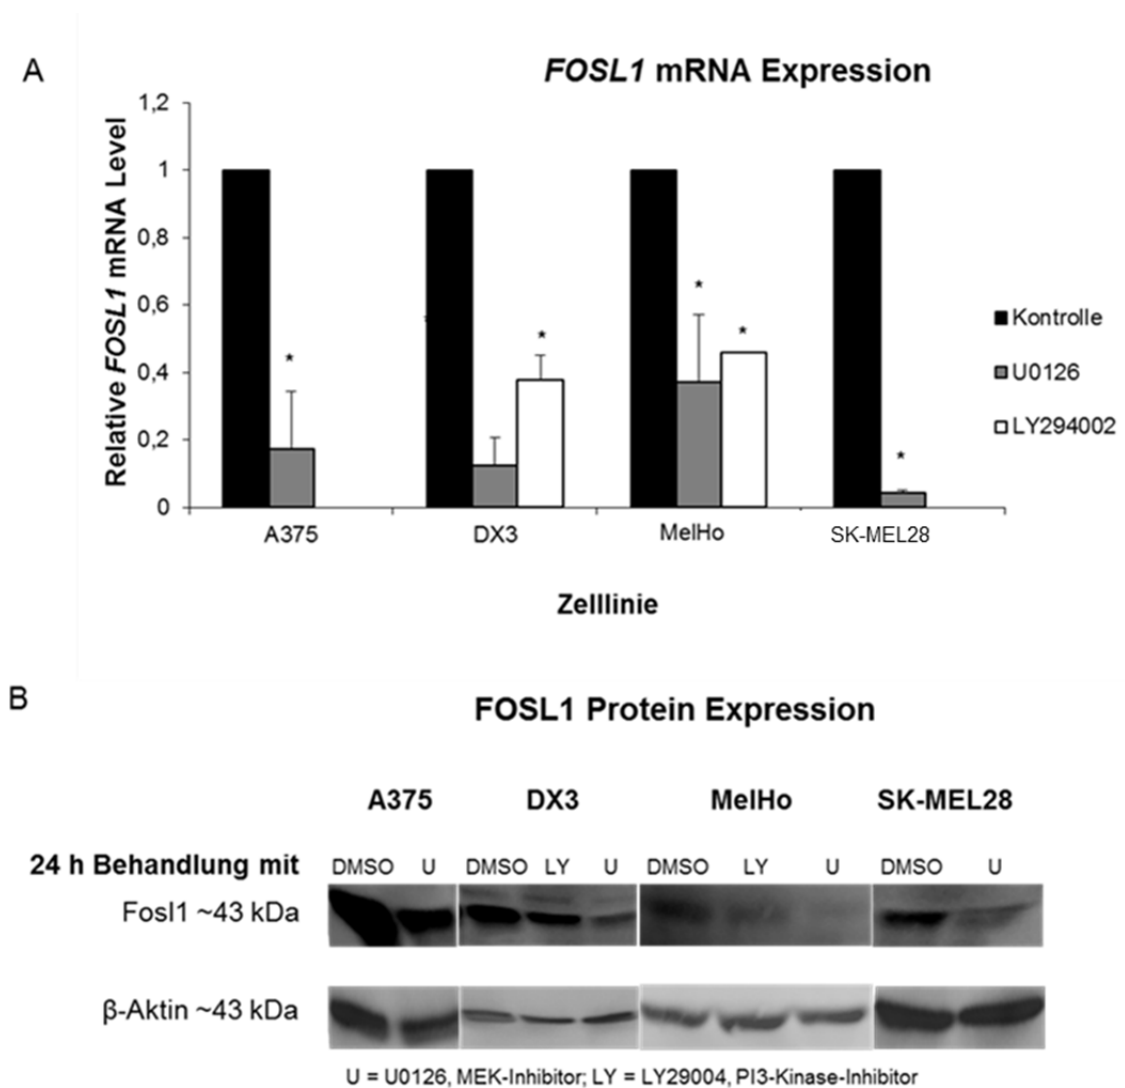 A
FOSL1 mRNA Expression
Relative FOSL1 mRNA Level
1,2
1
0,8
0,6
0,4
0,2
0
*
*
*
*
*
Kontrolle
U0126
LY294002
A375 DX3 MelHo SK-MEL28
Zelllinie
B
FOSL1 Protein Expression
A375 DX3 MelHo SK-MEL28
24 h Behandlung mit DMSO U DMSO LY U DMSO LY U DMSO U
Fosl1 ~43 kDa
β-Aktin ~43 kDa
U = U0126, MEK-Inhibitor; LY = LY29004, PI3-Kinase-Inhibitor